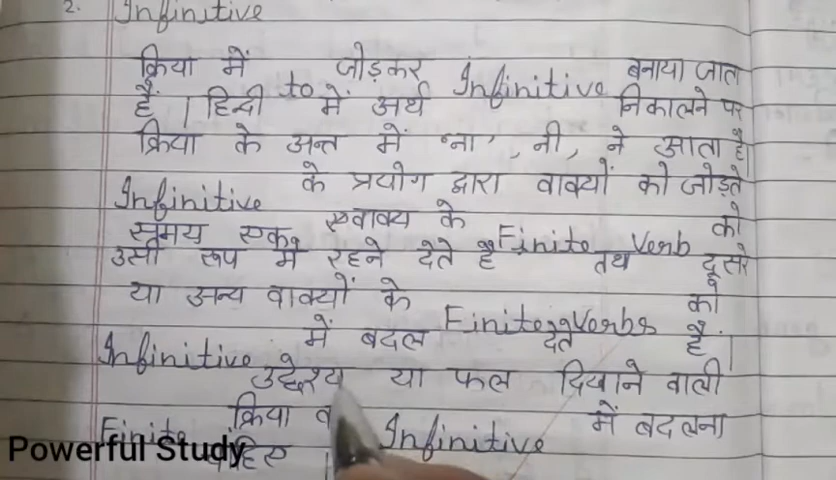 2. Infinitive
क्रिया में to जोड़कर Infinitive बनाया जाता
हैं । हिन्दी में अर्थ निकालने पर
क्रिया के अन्त में 'ना', नी, ने आता है।
Infinitive के प्रयोग द्वारा वाक्यों को जोड़ते
समय एक वाक्य के Finite Verb को
उसी रूप में रहने देते है तथ दूसरे
या अन्य वाक्यों के Finite Verbs को
Infinitive में बदल देते हैं।
उद्देश्य या फल दिखाने वाली
Finite क्रिया Infinitive में बदलना
चाहिए ।
Powerful Study